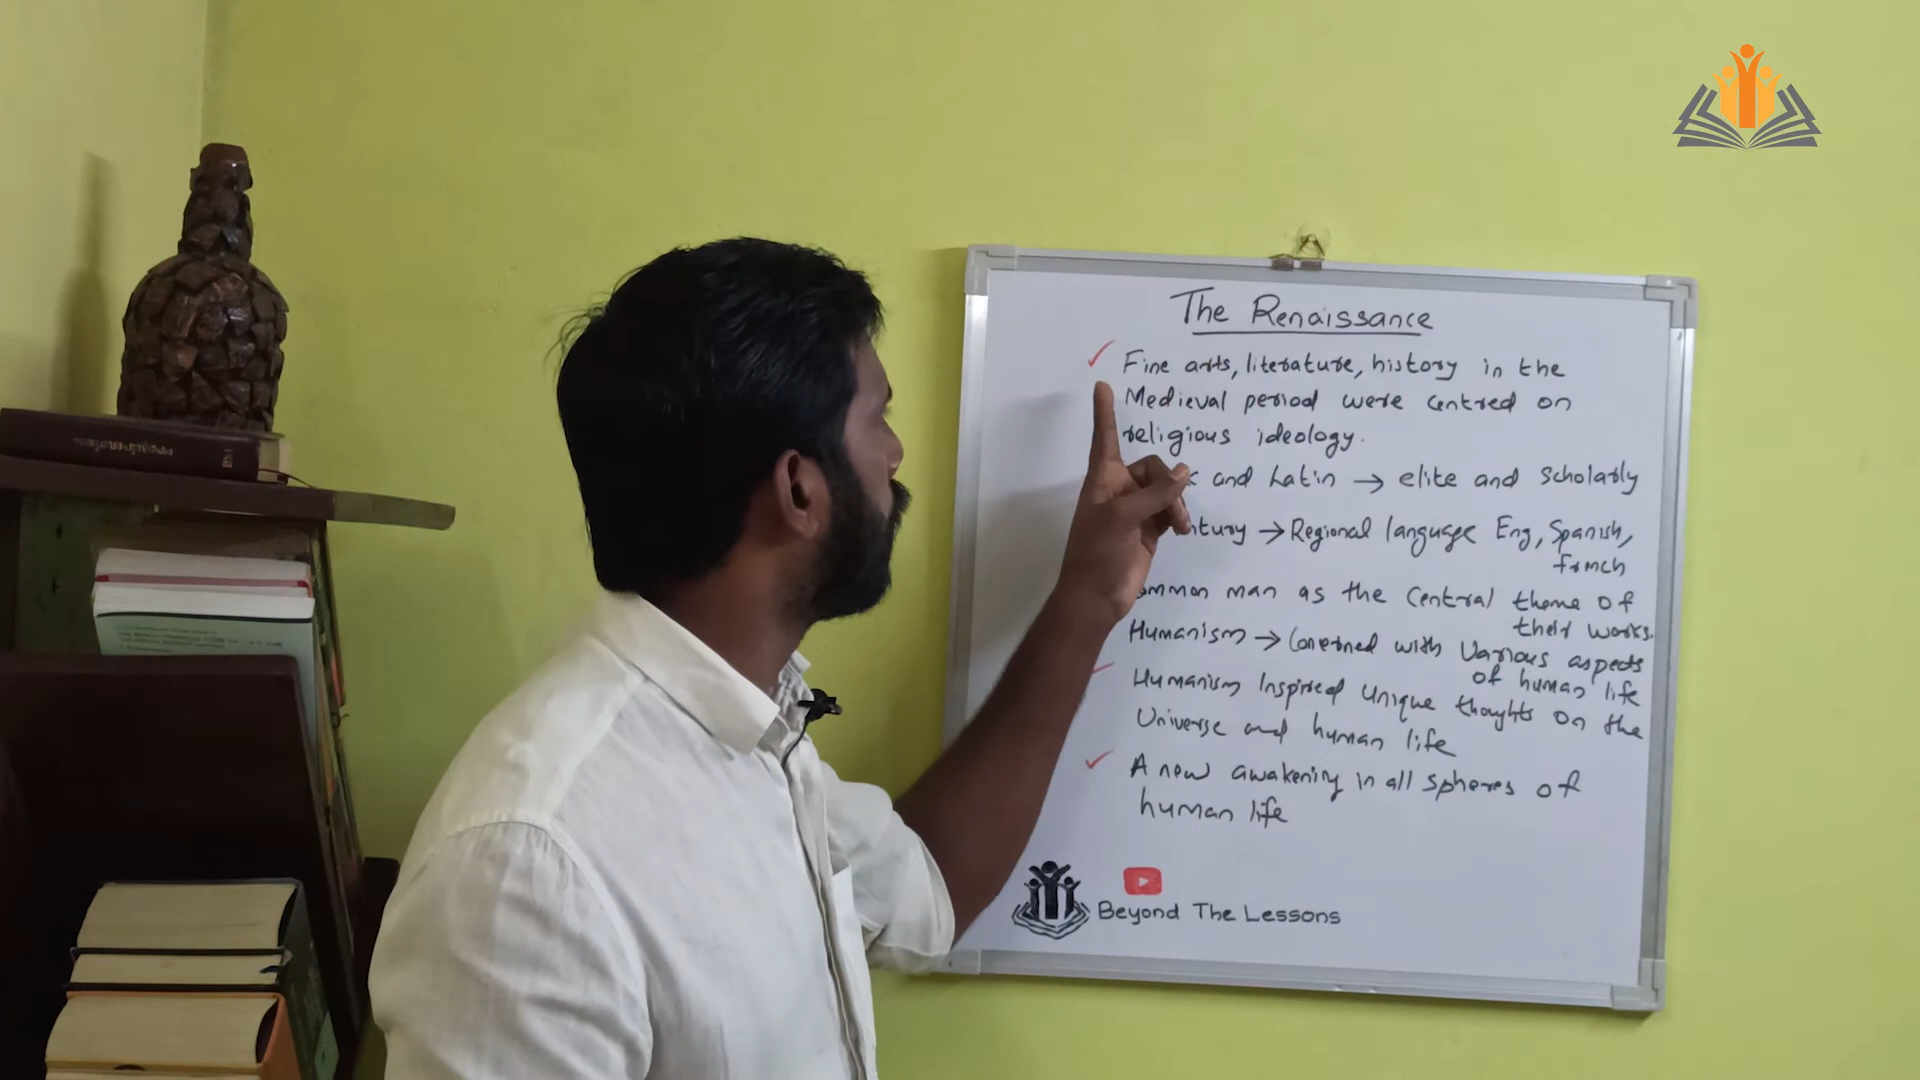 The Renaissance
Fine arts, literature, history in the
Medieval period were centred on
religious ideology.
and Latin → elite and scholarly
→ Regional language Eng, Spanish,
french
man as the Central theme of
their works.
Humanism → Concerned with Various aspects
of human life
Humanism Inspired Unique thoughts on the
Universe and human life
A new awakening in all spheres of
human life
Beyond The Lessons
BSI